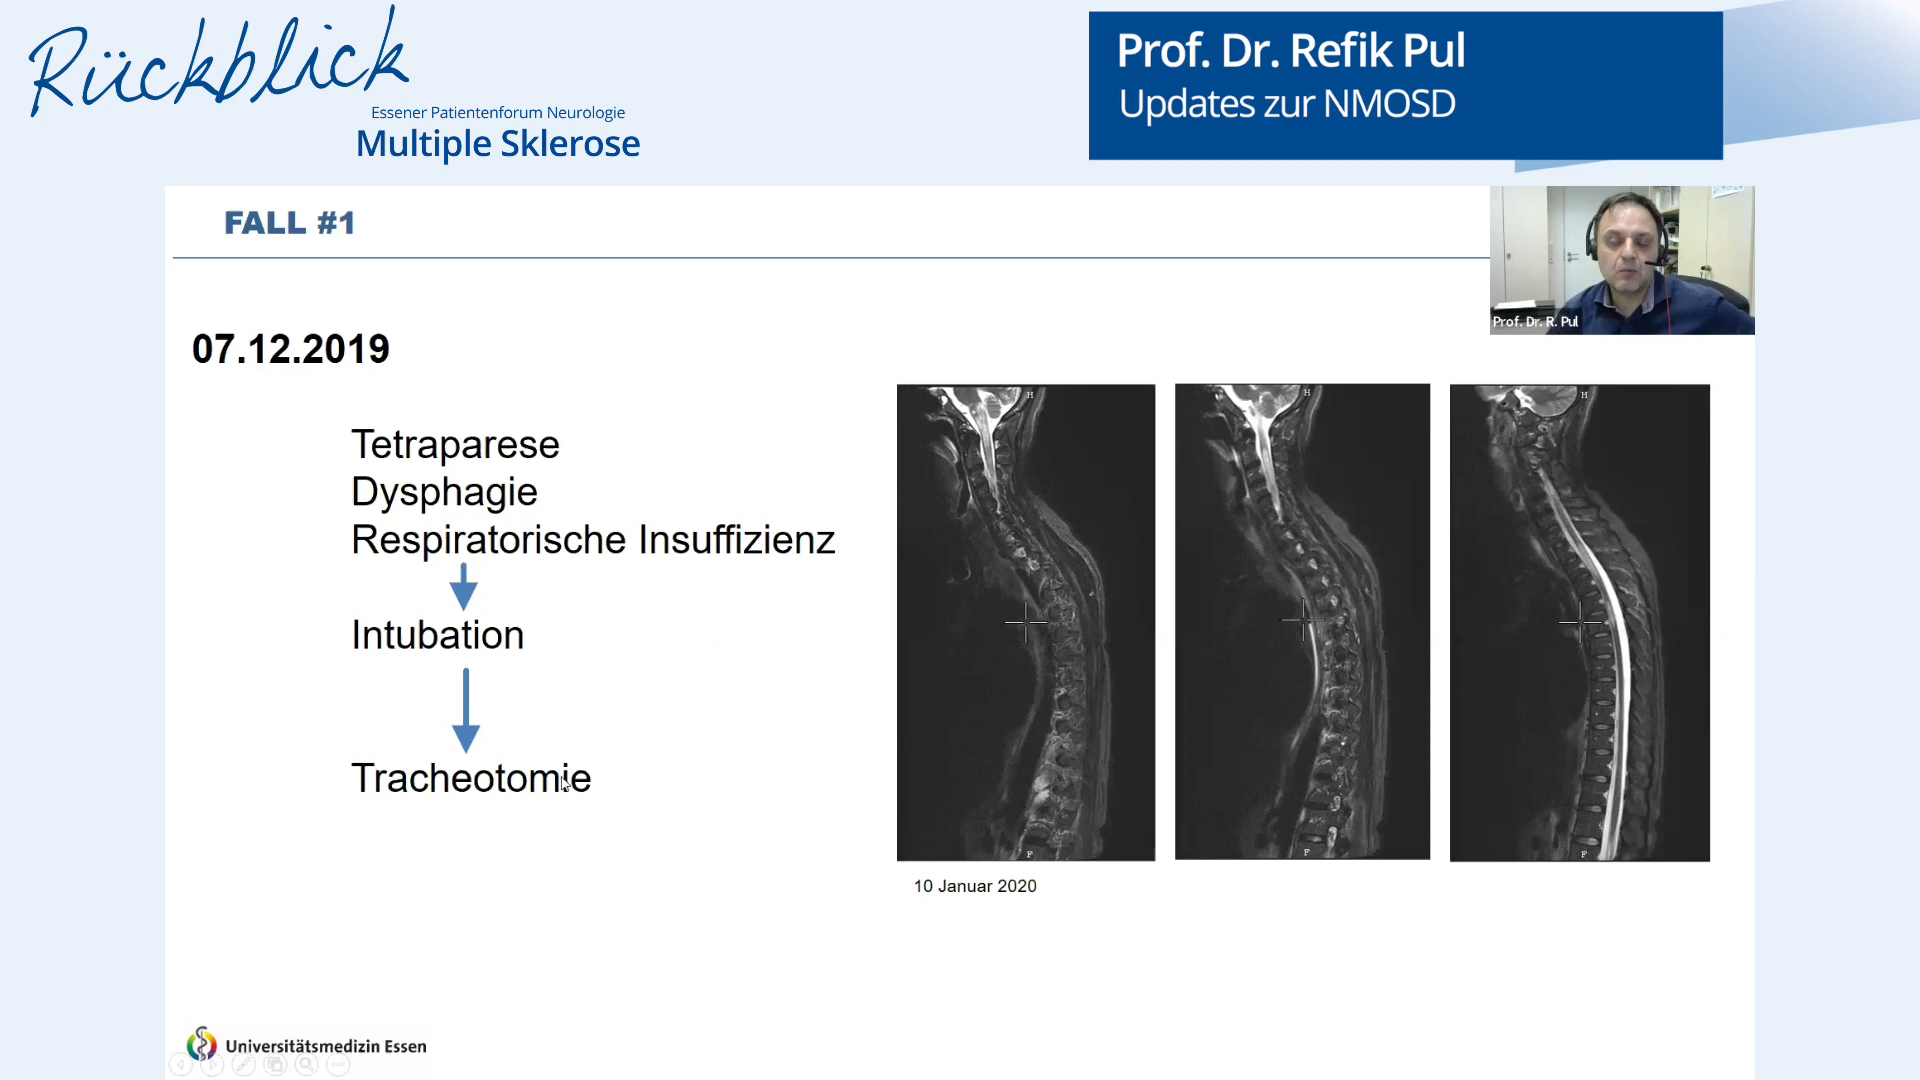 Rückblick
Essener Patientenforum Neurologie
Multiple Sklerose
Prof. Dr. Refik Pul
Updates zur NMOSD
FALL #1
Prof. Dr. R. Pul
07.12.2019
Tetraparese
Dysphagie
Respiratorische Insuffizienz
Intubation
Tracheotomie
H
H
H
F
F
F
10 Januar 2020
Universitätsmedizin Essen